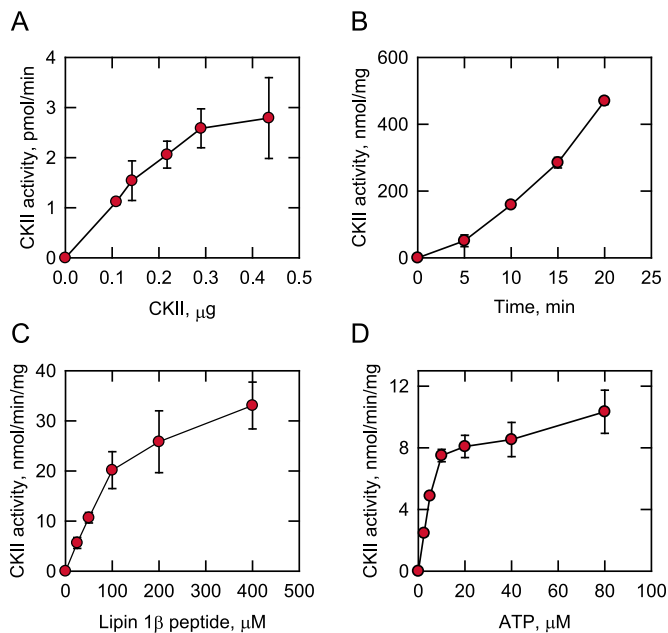 A
CKII activity, pmol/min
4
3
2
1
0
0.0 0.1 0.2 0.3 0.4 0.5
CKII, μg
B
CKII activity, nmol/mg
600
400
200
0
0 5 10 15 20 25
Time, min
C
CKII activity, nmol/min/mg
40
30
20
10
0
0 100 200 300 400 500
Lipin 1β peptide, μM
D
CKII activity, nmol/min/mg
12
8
4
0
0 20 40 60 80 100
ATP, μM